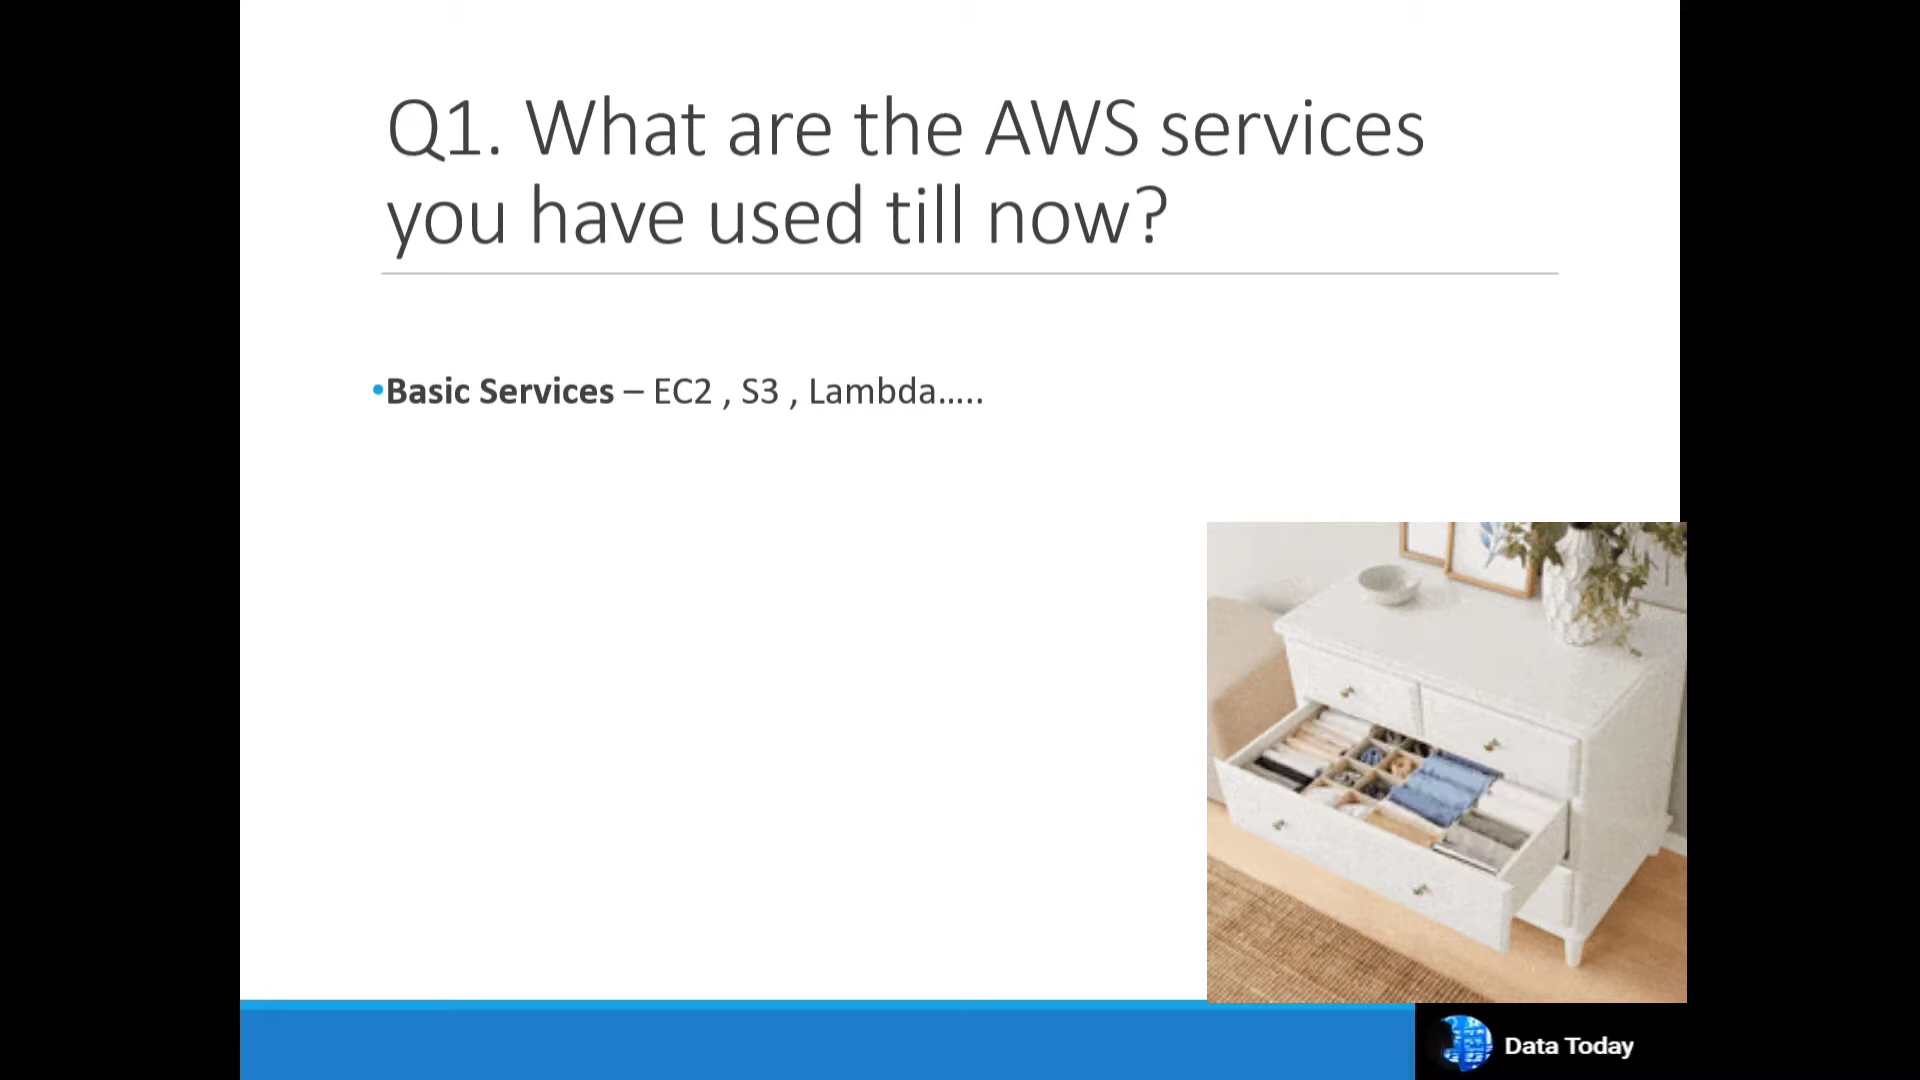 Q1. What are the AWS services
you have used till now?
•Basic Services – EC2 , S3 , Lambda.....
Data Today